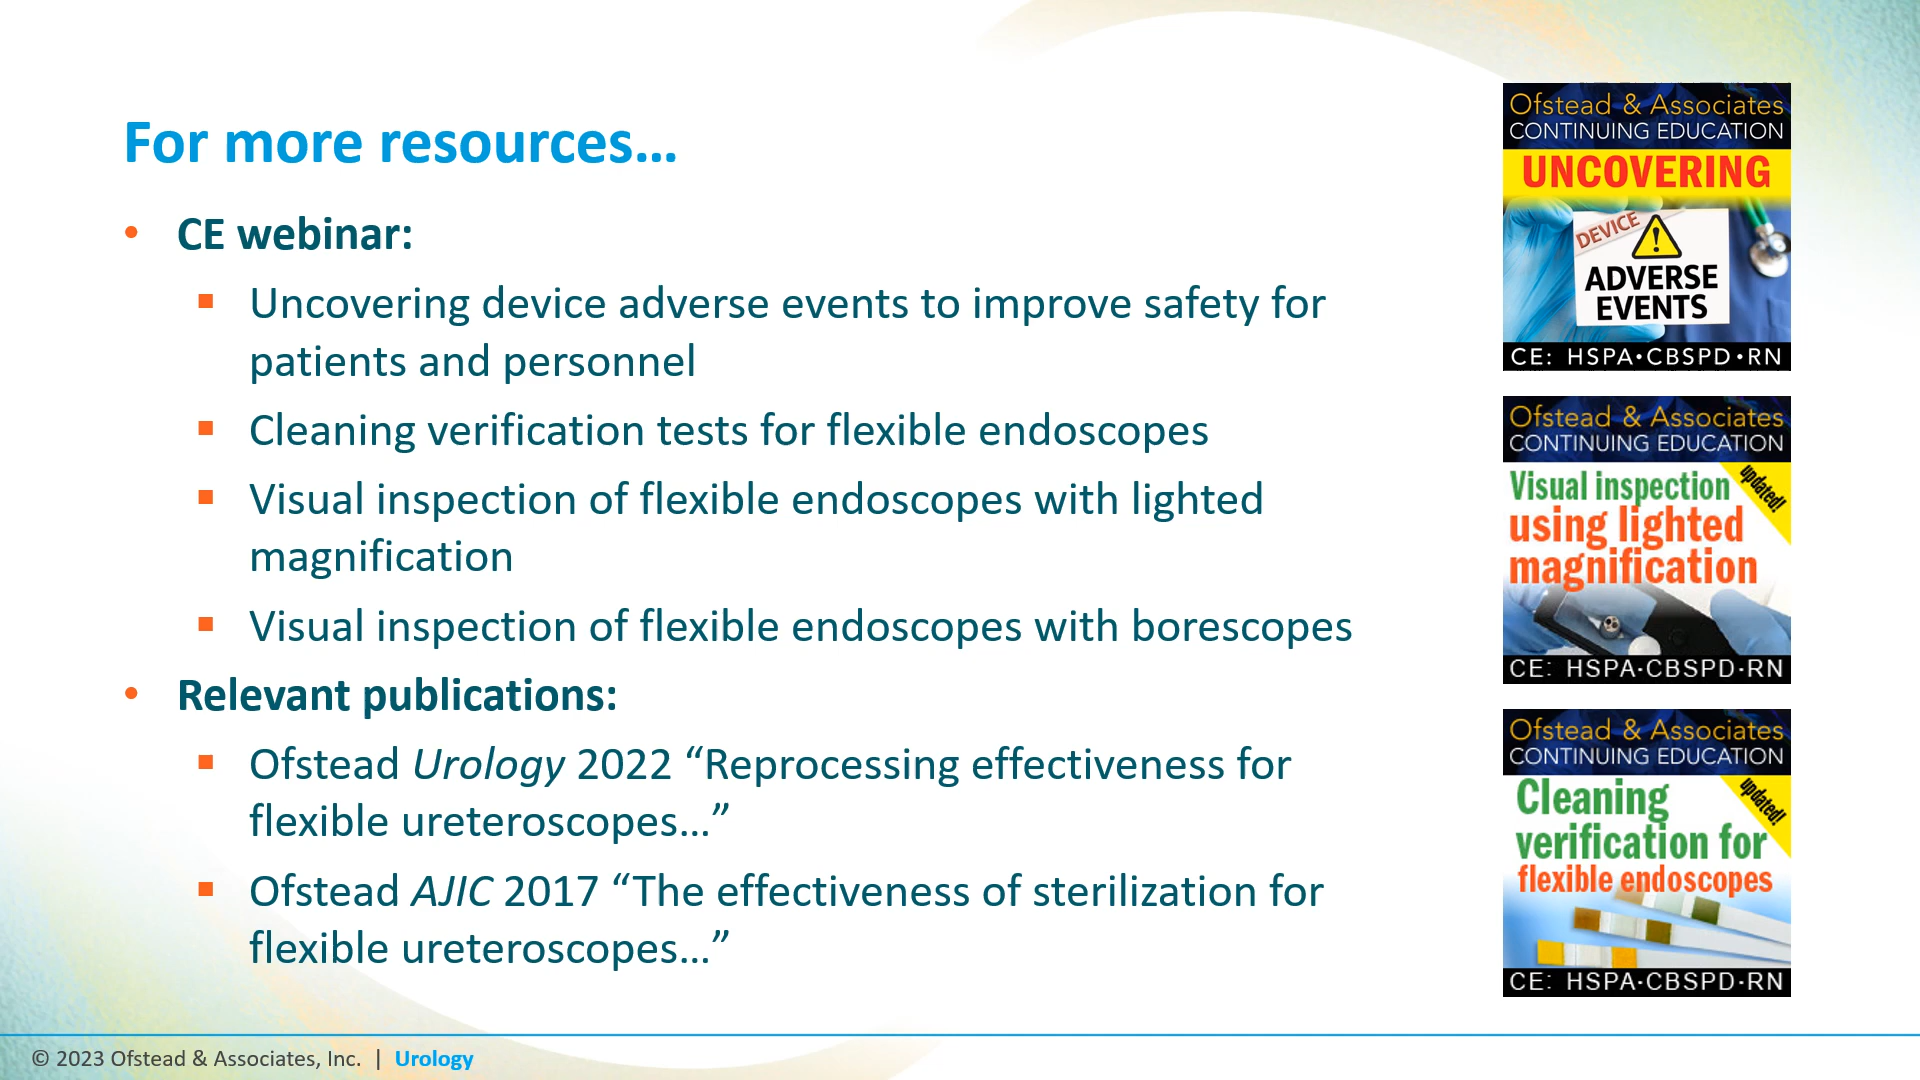 For more resources…
• CE webinar:
▪ Uncovering device adverse events to improve safety for
patients and personnel
▪ Cleaning verification tests for flexible endoscopes
▪ Visual inspection of flexible endoscopes with lighted
magnification
▪ Visual inspection of flexible endoscopes with borescopes
• Relevant publications:
▪ Ofstead Urology 2022 “Reprocessing effectiveness for
flexible ureteroscopes…”
▪ Ofstead AJIC 2017 “The effectiveness of sterilization for
flexible ureteroscopes…”
Ofstead & Associates
CONTINUING EDUCATION
UNCOVERING
DEVICE
!
ADVERSE
EVENTS
CE: HSPA•CBSPD•RN
Ofstead & Associates
CONTINUING EDUCATION
updated!
Visual inspection
using lighted
magnification
CE: HSPA•CBSPD•RN
Ofstead & Associates
CONTINUING EDUCATION
updated!
Cleaning
verification for
flexible endoscopes
CE: HSPA•CBSPD•RN
© 2023 Ofstead & Associates, Inc. | Urology